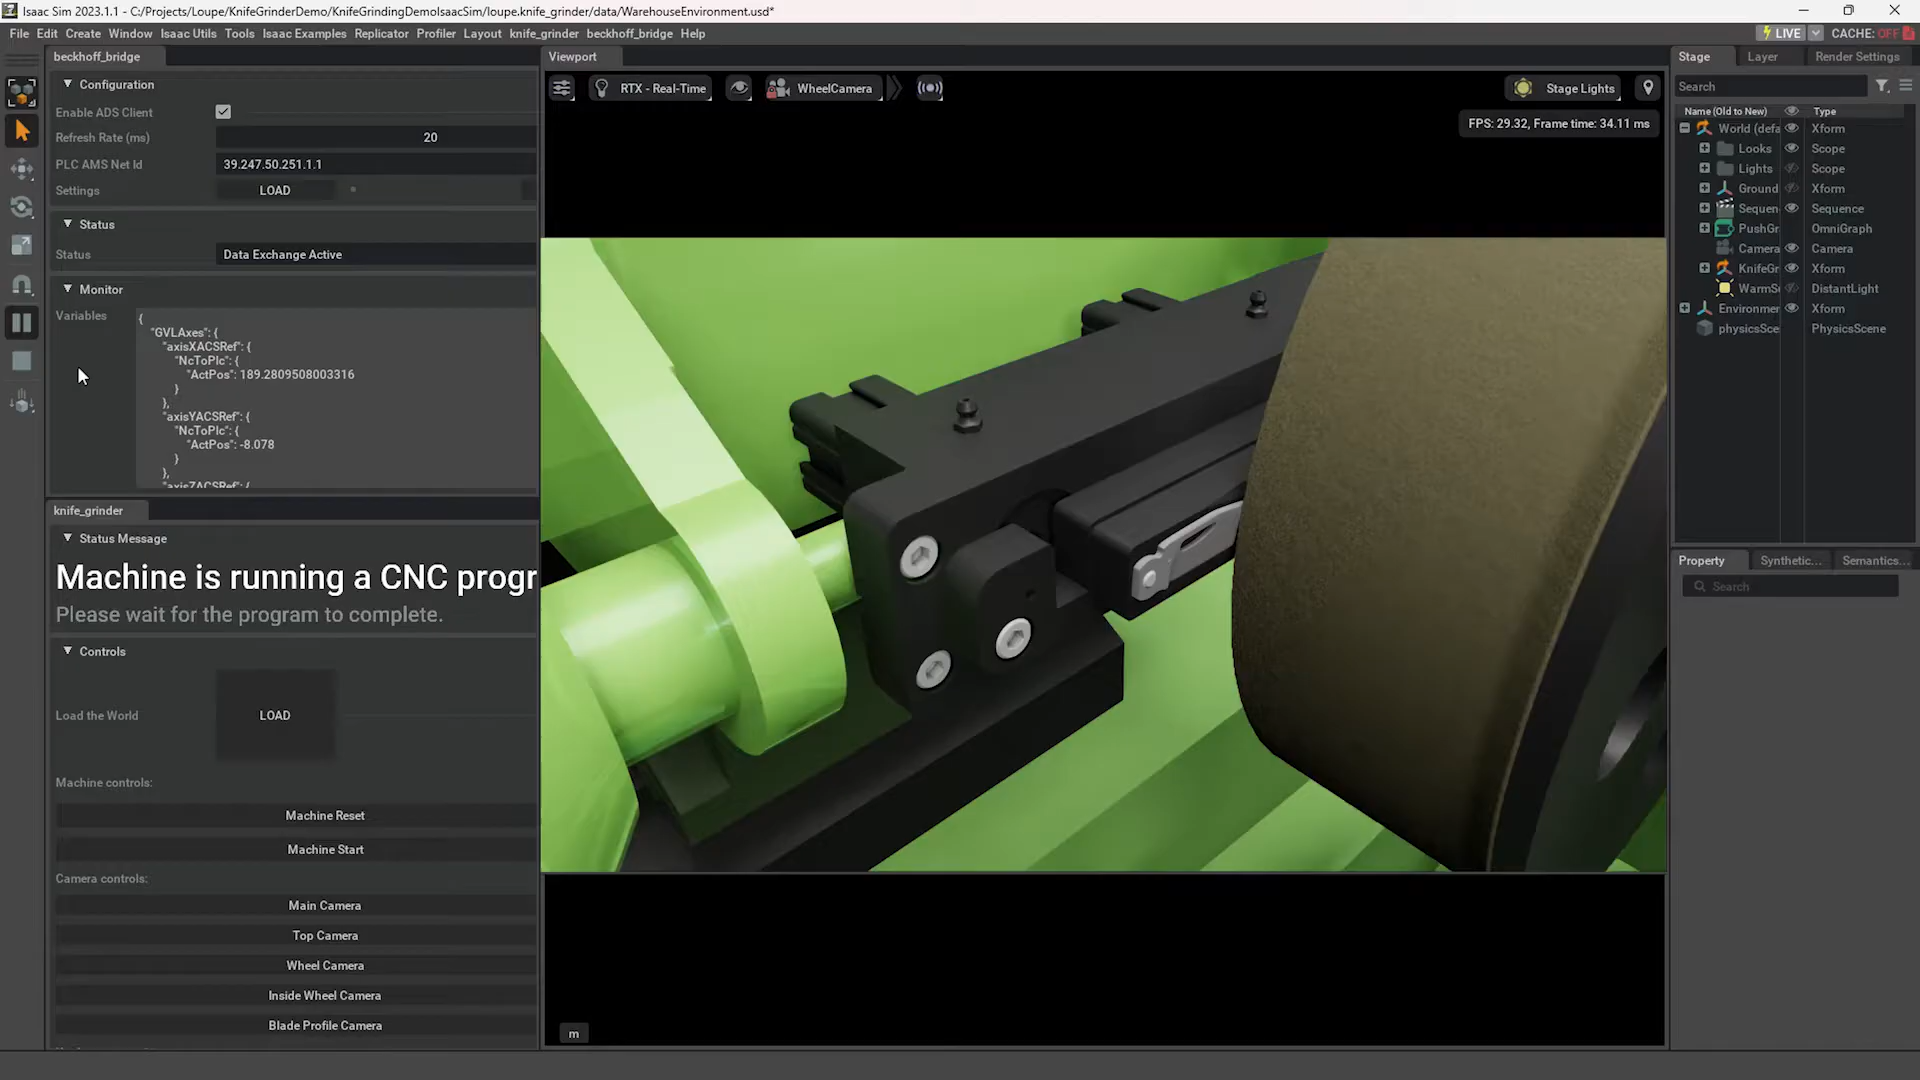 Isaac Sim 2023.1.1 - C:/Projects/Loupe/KnifeGrinderDemo/KnifeGrindingDemoIsaacSim/loupe.knife_grinder/data/WarehouseEnvironment.usd*
File Edit Create Window Isaac Utils Tools Isaac Examples Replicator Profiler Layout knife_grinder beckhoff_bridge Help
LIVE CACHE: OFF
beckhoff_bridge
Configuration
Enable ADS Client
Refresh Rate (ms) 20
PLC AMS Net Id 39.247.50.251.1.1
Settings LOAD
Status
Status Data Exchange Active
Monitor
Variables
{
"GVLAxes": {
"axisXACSRef": {
"NcToPlc": {
"ActPos": 189.2809508003316
}
},
"axisYACSRef": {
"NcToPlc": {
"ActPos": -8.078
}
},
"axisZACSRef": {
knife_grinder
Status Message
Machine is running a CNC progr
Please wait for the program to complete.
Controls
Load the World LOAD
Machine controls:
Machine Reset
Machine Start
Camera controls:
Main Camera
Top Camera
Wheel Camera
Inside Wheel Camera
Blade Profile Camera
Viewport
RTX - Real-Time WheelCamera Stage Lights
FPS: 29.32, Frame time: 34.11 ms
m
Stage Layer Render Settings
Search
Name (Old to New) Type
World (defa Xform
Looks Scope
Lights Scope
Ground Xform
Sequen Sequence
PushGr OmniGraph
Camera Camera
KnifeGr Xform
WarmS DistantLight
Environme Xform
physicsSce PhysicsScene
Property Synthetic... Semantics...
Search